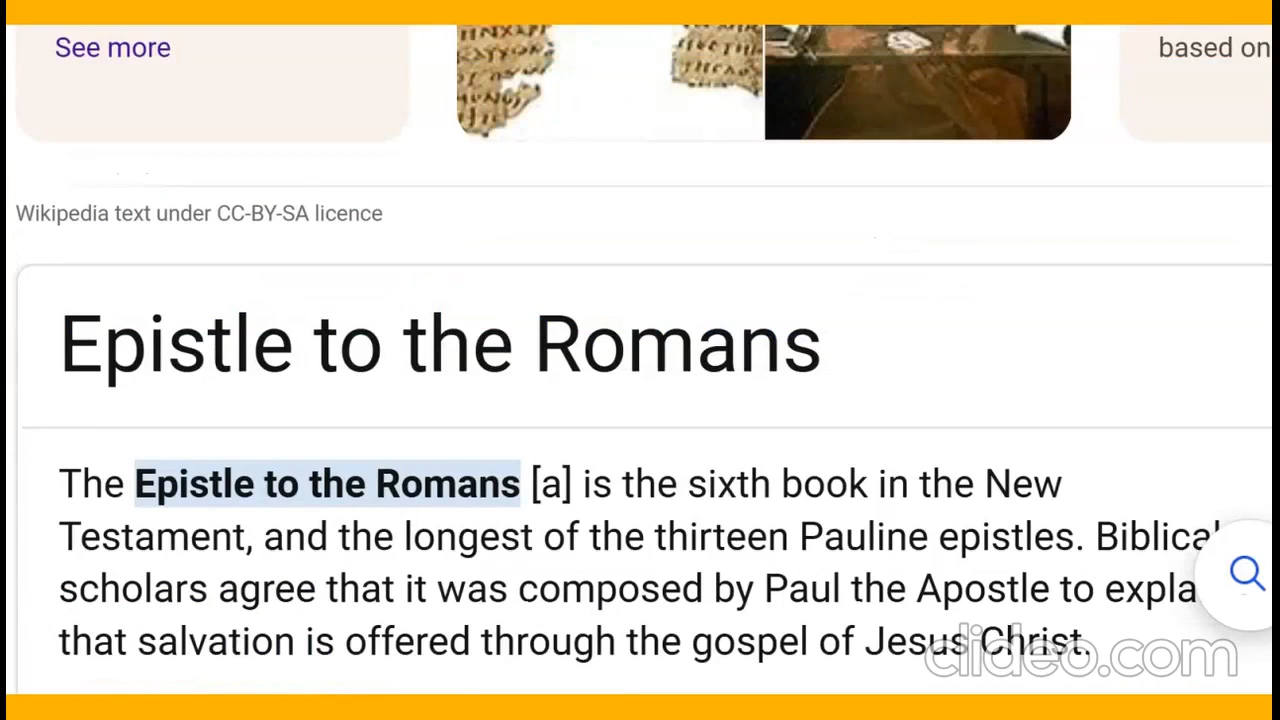 See more
based on
Wikipedia text under CC-BY-SA licence
Epistle to the Romans
The Epistle to the Romans [a] is the sixth book in the New
Testament, and the longest of the thirteen Pauline epistles. Biblical
scholars agree that it was composed by Paul the Apostle to expla
that salvation is offered through the gospel of Jesus Christ.
clideo.com